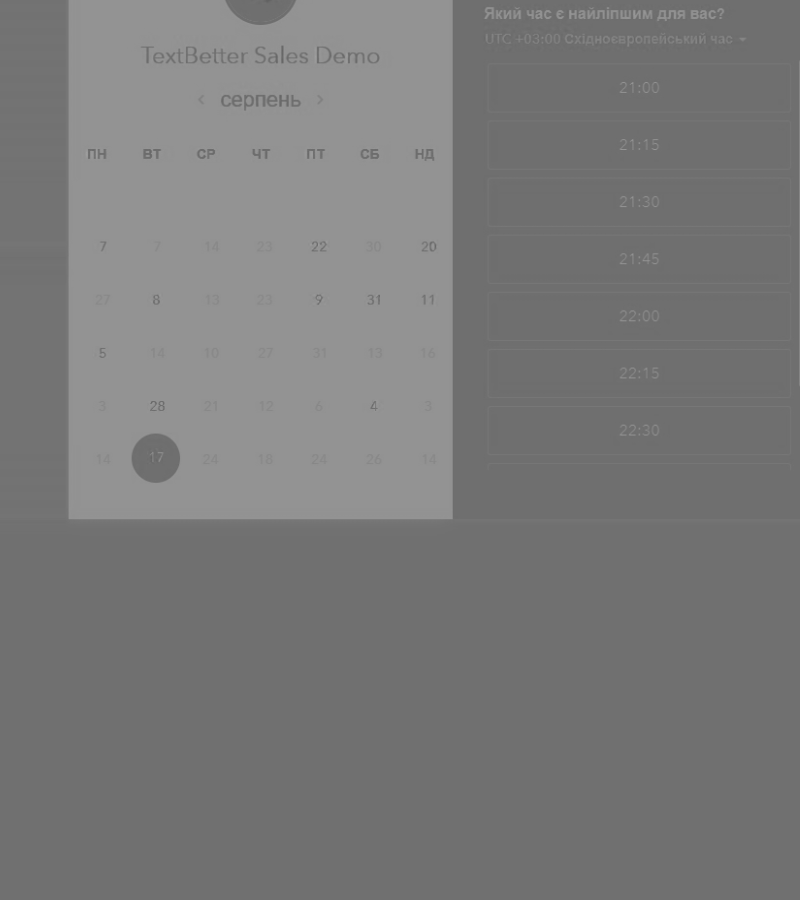 TextBetter Sales Demo
‹ серпень ›
ПН ВТ СР ЧТ ПТ СБ НД
7 7 14 23 22 30 20
27 8 13 23 9 31 11
5 14 10 27 31 13 16
3 28 21 12 6 4 3
14 17 24 18 24 26 14
Який час є найліпшим для вас?
UTC +03:00 Східноєвропейський час
21:00
21:15
21:30
21:45
22:00
22:15
22:30